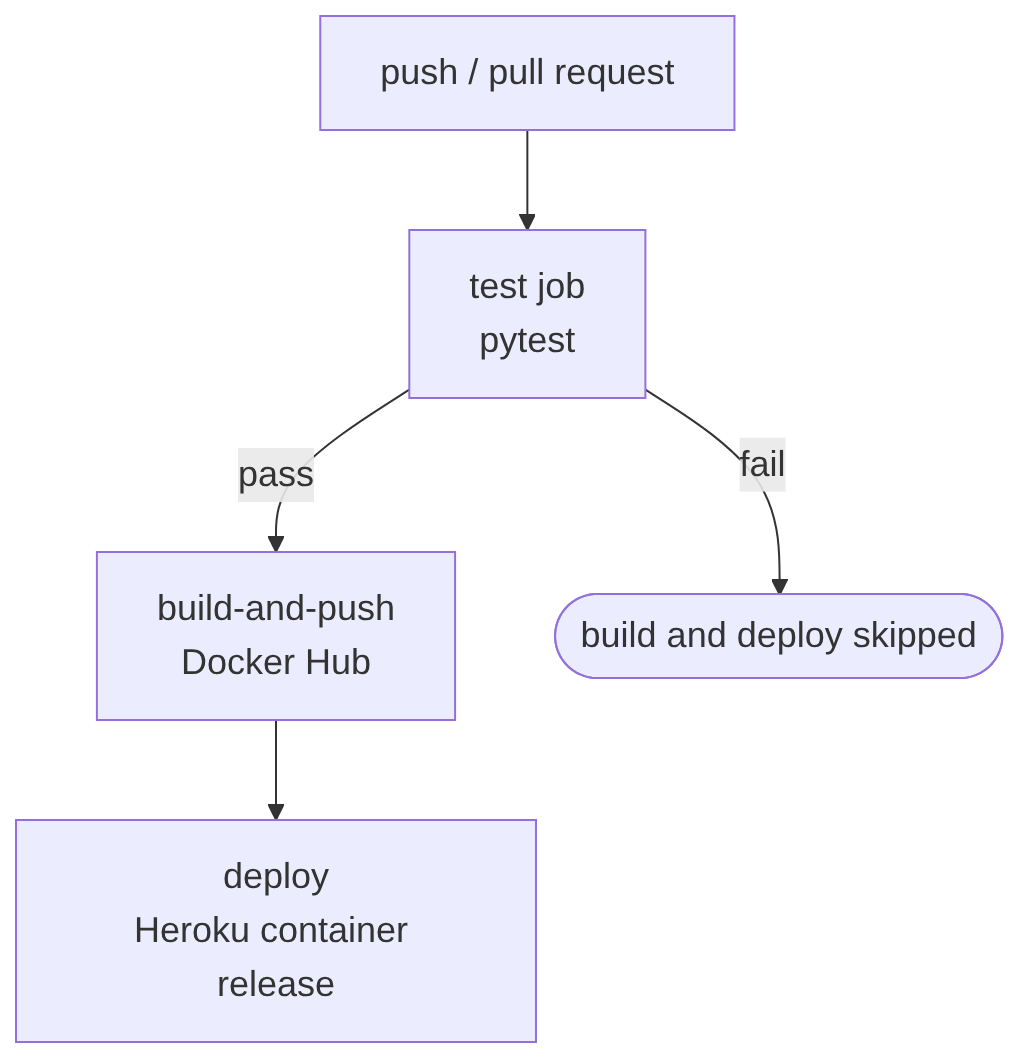 push / pull request
test job
pytest
pass
fail
build-and-push
Docker Hub
build and deploy skipped
deploy
Heroku container
release